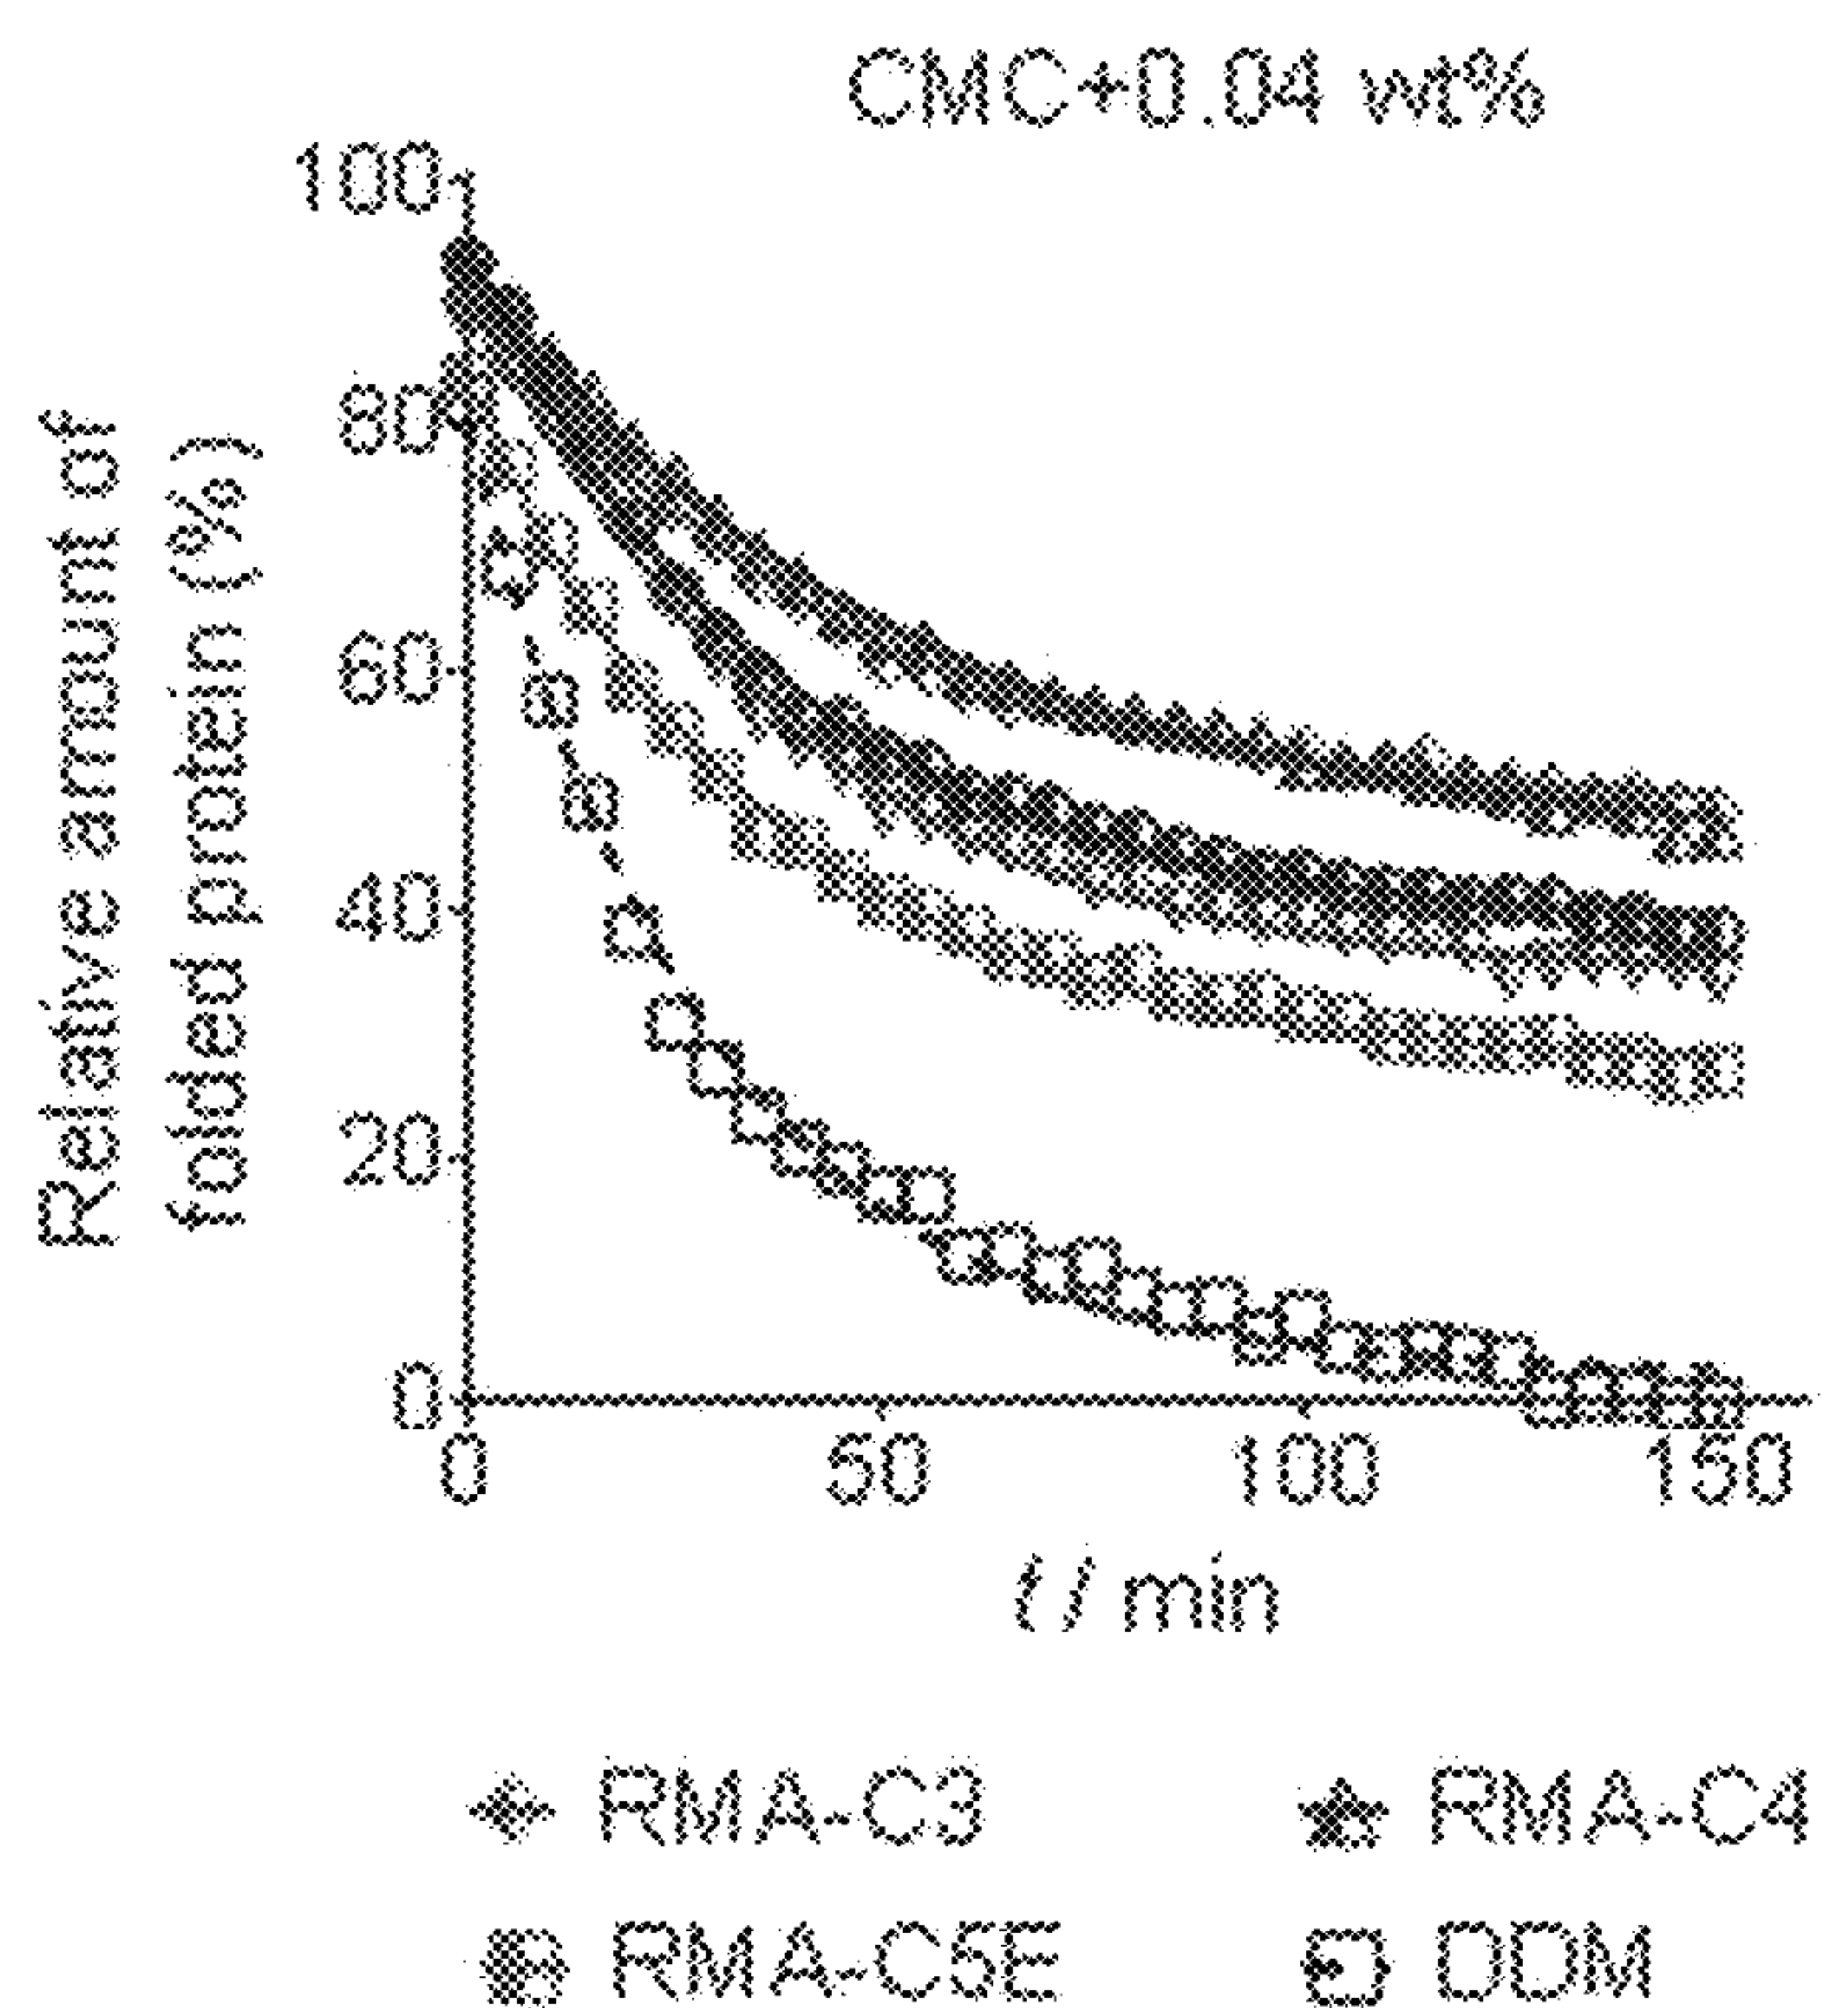 CMC+0.04 wt%
Relative amount of
folded protein (%)
100
80
60
40
20
0
0 50 100 150
t / min
RMA-C3 RMA-C4
RMA-C5E DDM